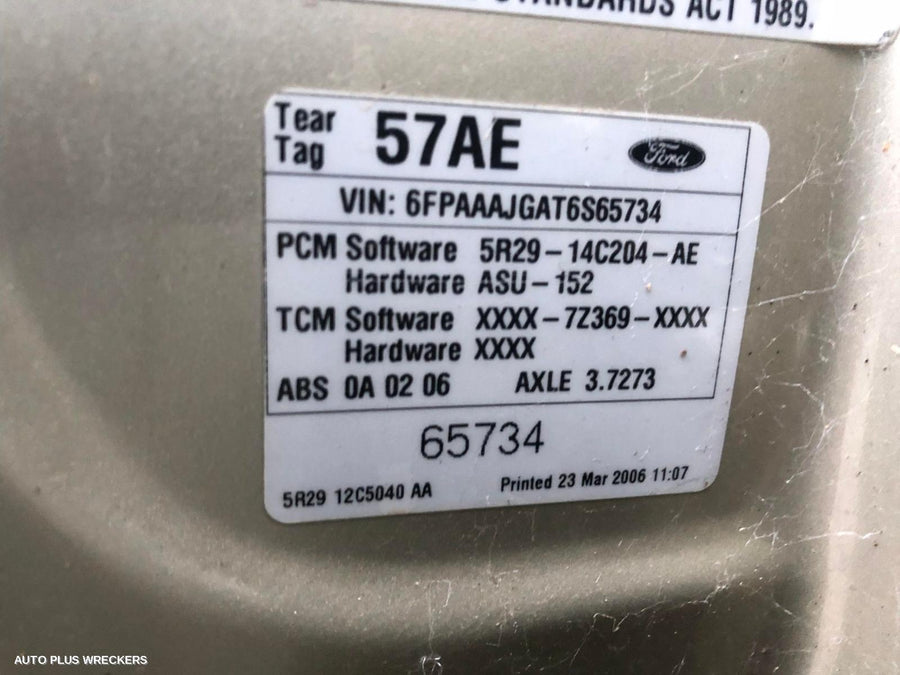 STANDARDS ACT 1989.
Tear Tag 57AE Ford
VIN: 6FPAAAJGAT6S65734
PCM Software 5R29-14C204-AE
Hardware ASU-152
TCM Software XXXX-7Z369-XXXX
Hardware XXXX
ABS 0A 02 06 AXLE 3.7273
65734
5R29 12C5040 AA Printed 23 Mar 2006 11:07
AUTO PLUS WRECKERS